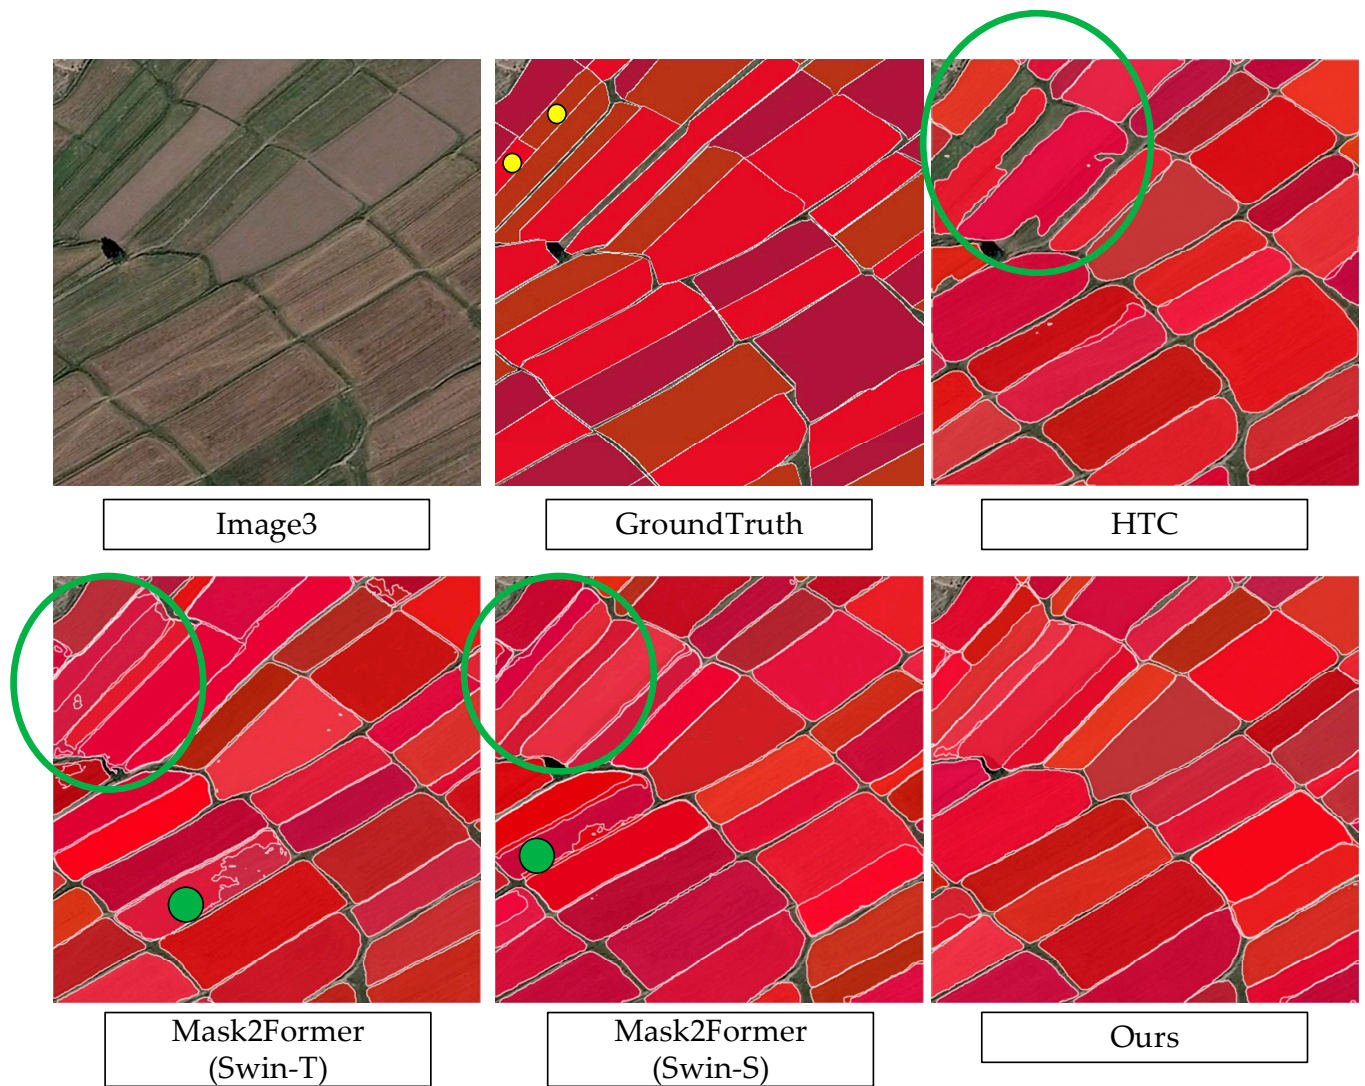 Image3
GroundTruth
HTC
Mask2Former
(Swin-T)
Mask2Former
(Swin-S)
Ours